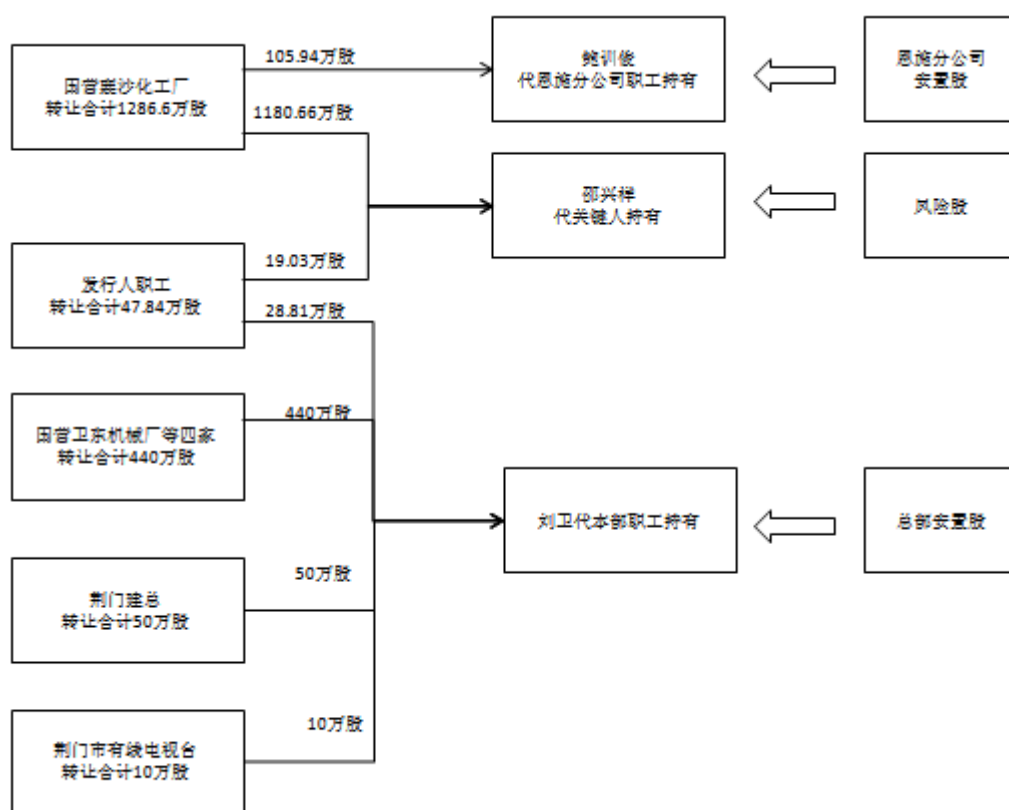 国营襄沙化工厂
转让合计1286.6万股
105.94万股
1180.66万股
鲍训俊
代恩施分公司职工持有
恩施分公司
安置股
邵兴祥
代关键人持有
风险股
发行人职工
转让合计47.84万股
19.03万股
28.81万股
国营卫东机械厂等四家
转让合计440万股
440万股
刘卫代本部职工持有
总部安置股
荆门建总
转让合计50万股
50万股
荆门市有线电视台
转让合计10万股
10万股